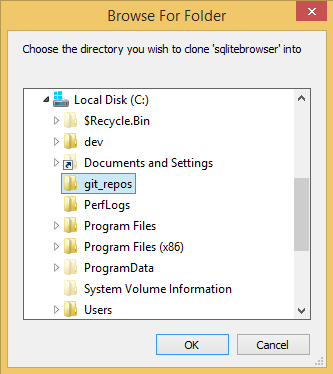 Browse For Folder
Choose the directory you wish to clone 'sqlitebrowser' into
Local Disk (C:)
$Recycle.Bin
dev
Documents and Settings
git_repos
PerfLogs
Program Files
Program Files (x86)
ProgramData
System Volume Information
Users
OK
Cancel